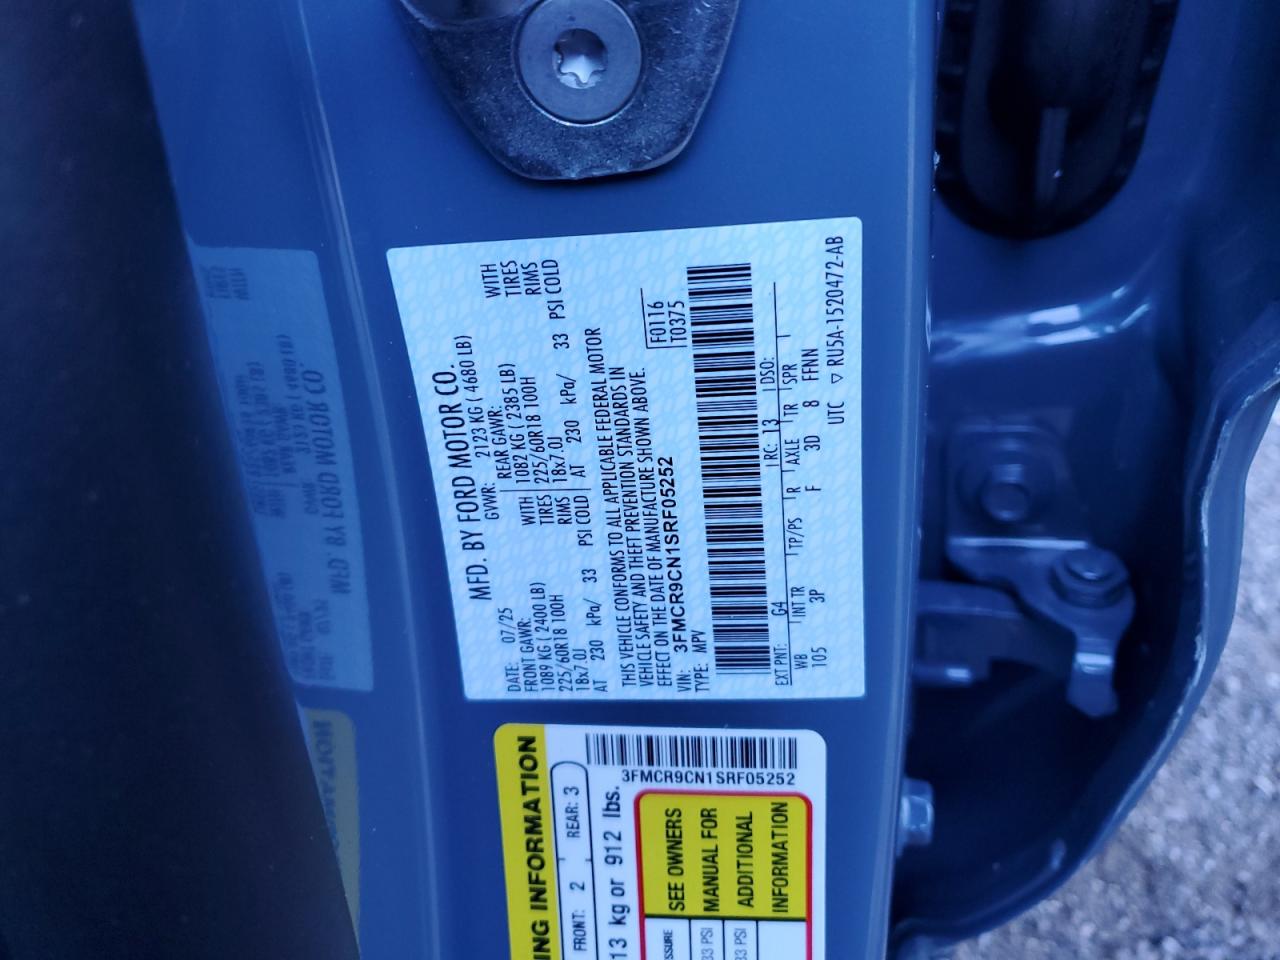 MFD. BY FORD MOTOR CO.
DATE: 07/25 GVWR: 2123 KG ( 4680 LB)
FRONT GAWR: REAR GAWR:
1089 KG ( 2400 LB) WITH 1082 KG ( 2385 LB) WITH
225/60R18 100H TIRES 225/60R18 100H TIRES
18x7.0J RIMS 18x7.0J RIMS
AT 230 kPa/ 33 PSI COLD AT 230 kPa/ 33 PSI COLD
THIS VEHICLE CONFORMS TO ALL APPLICABLE FEDERAL MOTOR
VEHICLE SAFETY AND THEFT PREVENTION STANDARDS IN
EFFECT ON THE DATE OF MANUFACTURE SHOWN ABOVE.
VIN: 3FMCR9CN1SRF05252
TYPE: MPV
F0116
T0375
EXT PNT: G4 RC: 13 DSO:
WB INT TR TP/PS R AXLE TR SPR
105 3P F 3D 8 FFNN
UTC ▽ RU5A-1520472-AB
ING INFORMATION
FRONT: 2 REAR: 3
13 kg or 912 lbs.
3FMCR9CN1SRF05252
SEE OWNERS
MANUAL FOR
ADDITIONAL
INFORMATION
33 PSI
33 PSI